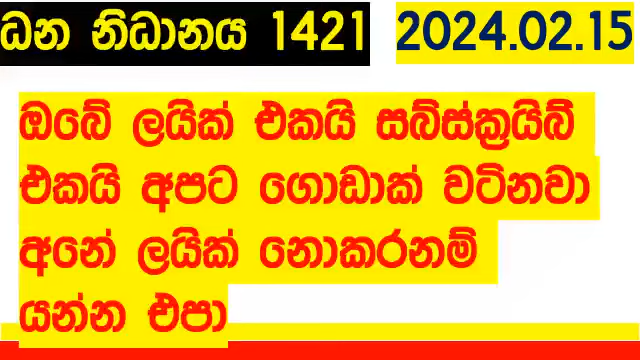 ධන නිධානය 1421 2024.02.15
ඔබේ ලයික් එකයි සබ්ස්ක්‍රයිබ්
එකයි අපට ගොඩාක් වටිනවා
අනේ ලයික් නොකරනම්
යන්න එපා